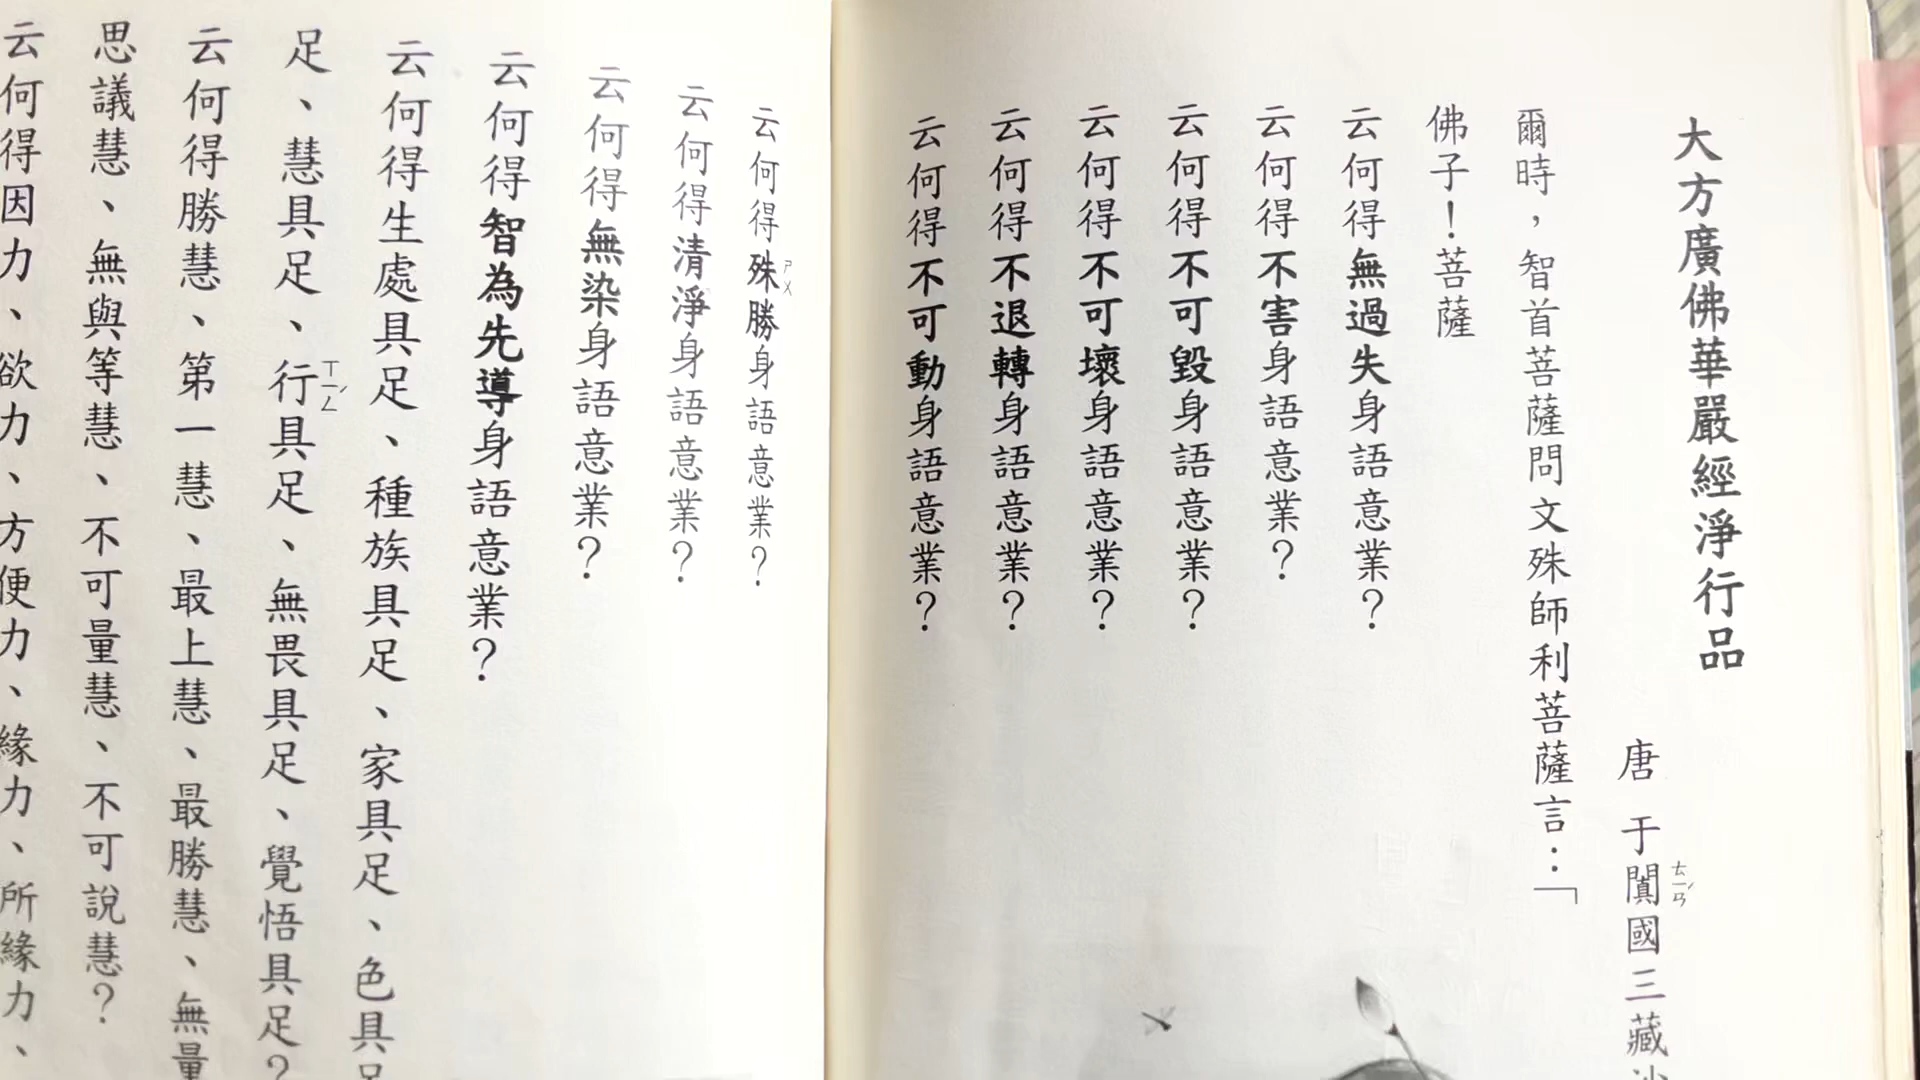 大方廣佛華嚴經淨行品
唐 于闐國三藏沙
ㄊㄧㄢˊ
爾時，智首菩薩問文殊師利菩薩言：「
佛子！菩薩
云何得無過失身語意業？
云何得不害身語意業？
云何得不可毀身語意業？
云何得不可壞身語意業？
云何得不退轉身語意業？
云何得不可動身語意業？
云何得殊勝身語意業？
ㄕㄨ
云何得清淨身語意業？
云何得無染身語意業？
云何得智為先導身語意業？
云何得生處具足、種族具足、家具足、色具足
足、慧具足、行具足、無畏具足、覺悟具足？
ㄒㄧㄥˊ
云何得勝慧、第一慧、最上慧、最勝慧、無量
思議慧、無與等慧、不可量慧、不可說慧？
云何得因力、欲力、方便力、緣力、所緣力、